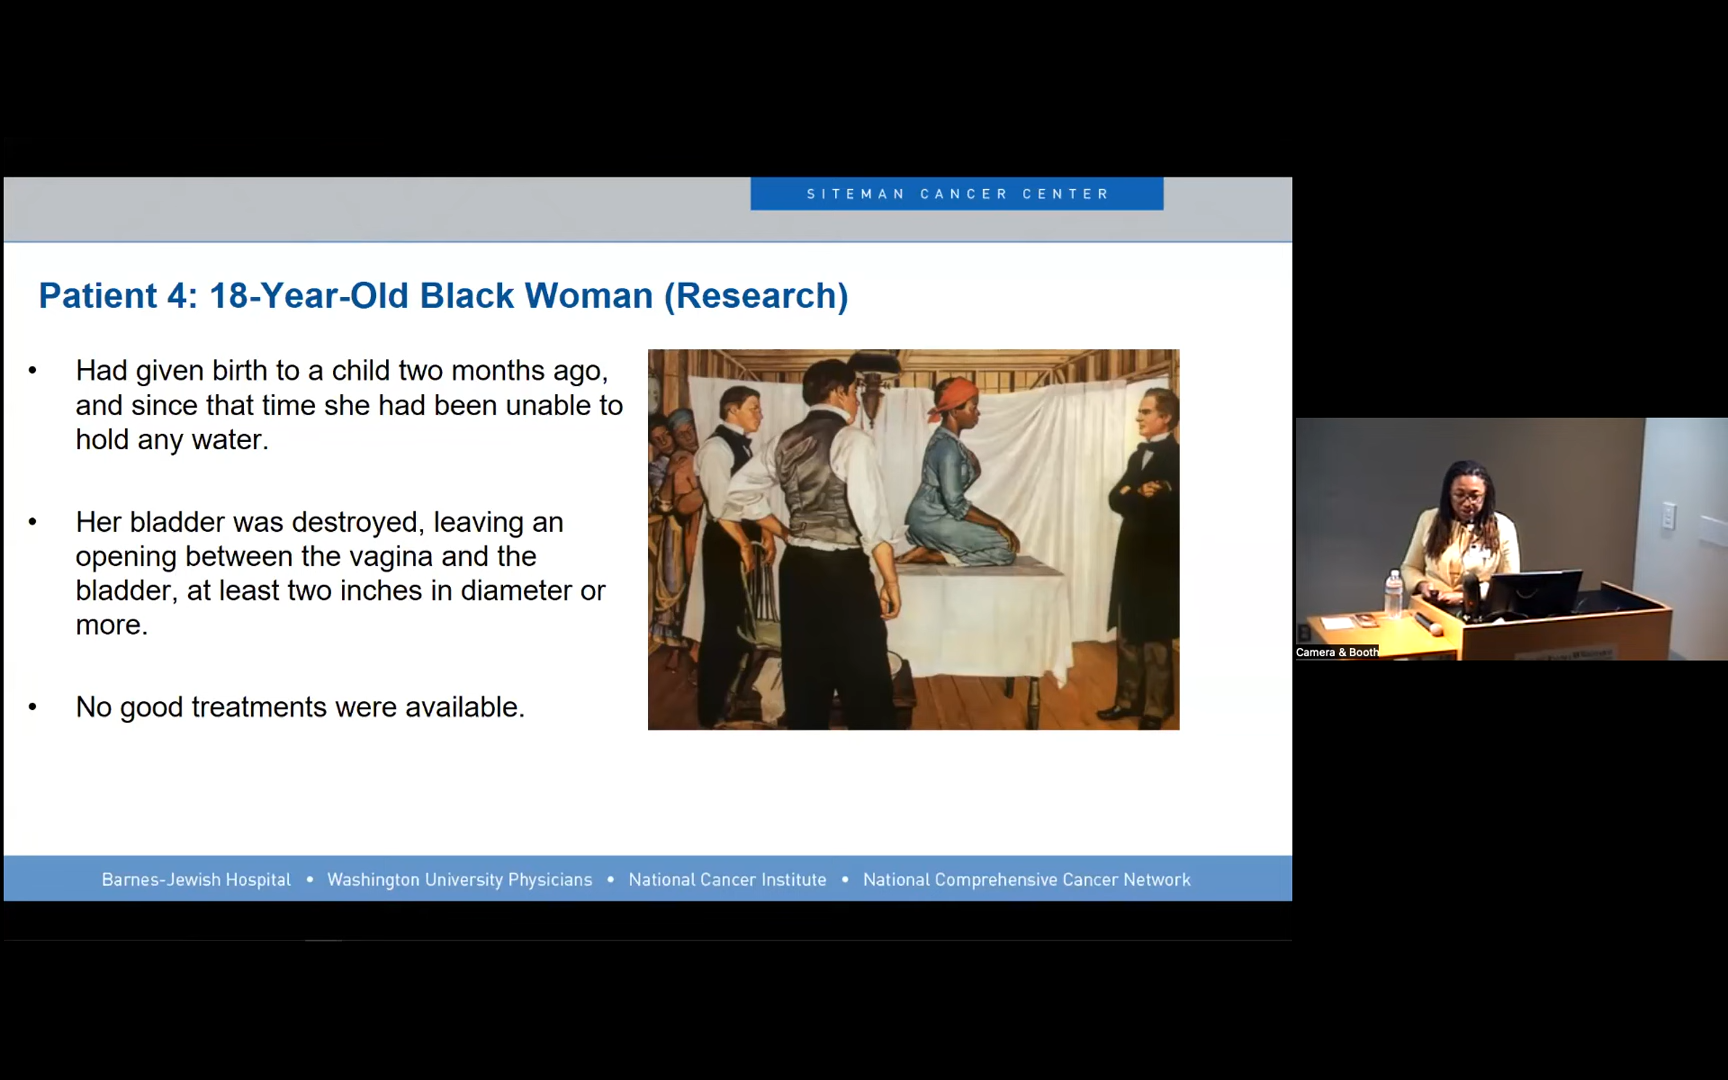 SITEMAN CANCER CENTER
Patient 4: 18-Year-Old Black Woman (Research)
• Had given birth to a child two months ago,
and since that time she had been unable to
hold any water.
• Her bladder was destroyed, leaving an
opening between the vagina and the
bladder, at least two inches in diameter or
more.
• No good treatments were available.
Camera & Booth
Barnes-Jewish Hospital • Washington University Physicians • National Cancer Institute • National Comprehensive Cancer Network